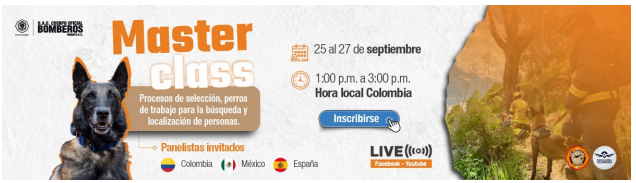 U.A.E. CUERPO OFICIAL
BOMBEROS
Master
class
Procesos de selección, perros
de trabajo para la búsqueda y
localización de personas.
Panelistas invitados
Colombia
México
España
25 al 27 de septiembre
1:00 p.m. a 3:00 p.m.
Hora local Colombia
Inscribirse
LIVE
Facebook - Youtube